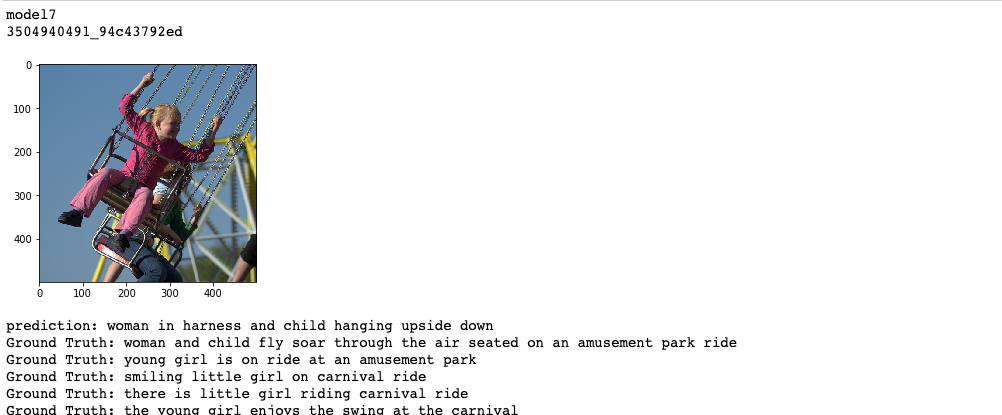 model7
3504940491_94c43792ed
0
100
200
300
400
0 100 200 300 400
prediction: woman in harness and child hanging upside down
Ground Truth: woman and child fly soar through the air seated on an amusement park ride
Ground Truth: young girl is on ride at an amusement park
Ground Truth: smiling little girl on carnival ride
Ground Truth: there is little girl riding carnival ride
Ground Truth: the young girl enjoys the swing at the carnival